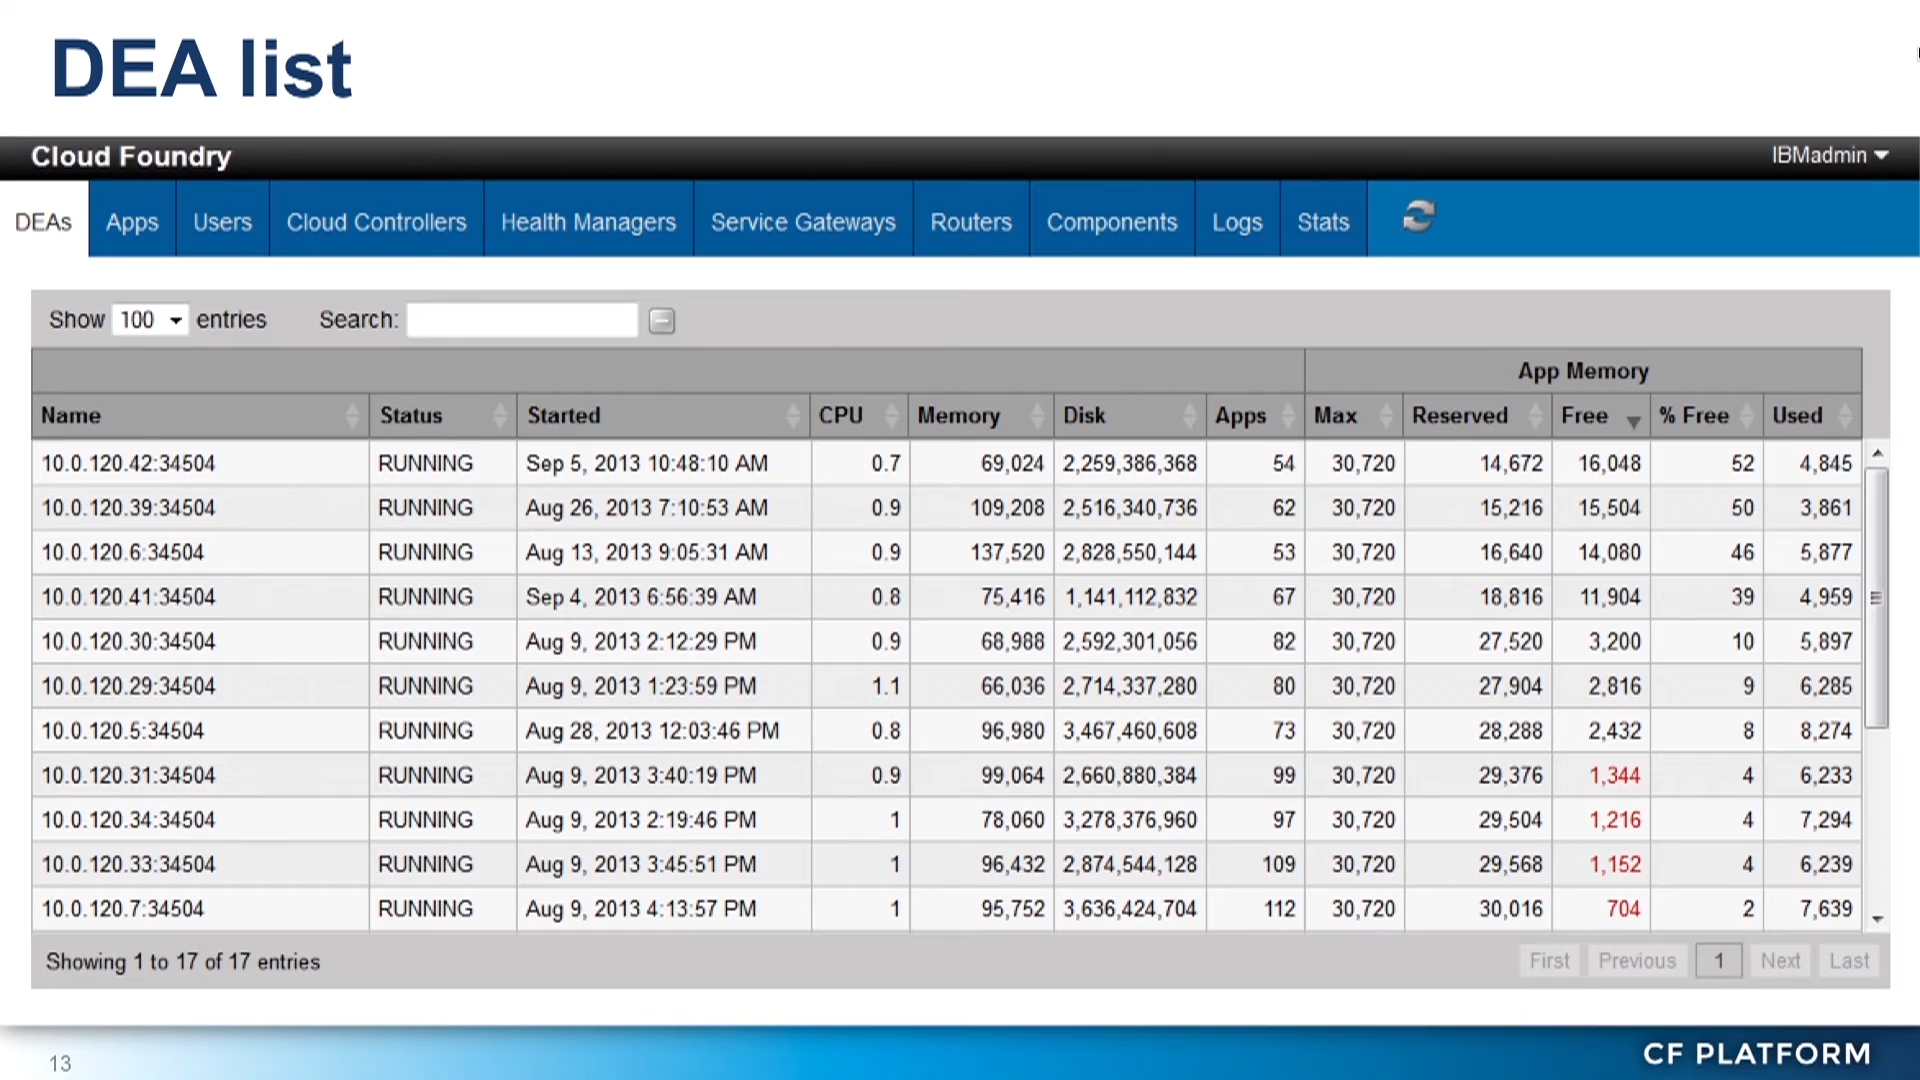 DEA list
Cloud Foundry IBMadmin
DEAs Apps Users Cloud Controllers Health Managers Service Gateways Routers Components Logs Stats
Show 100 entries Search:
App Memory
Name Status Started CPU Memory Disk Apps Max Reserved Free % Free Used
10.0.120.42:34504 RUNNING Sep 5, 2013 10:48:10 AM 0.7 69,024 2,259,386,368 54 30,720 14,672 16,048 52 4,845
10.0.120.39:34504 RUNNING Aug 26, 2013 7:10:53 AM 0.9 109,208 2,516,340,736 62 30,720 15,216 15,504 50 3,861
10.0.120.6:34504 RUNNING Aug 13, 2013 9:05:31 AM 0.9 137,520 2,828,550,144 53 30,720 16,640 14,080 46 5,877
10.0.120.41:34504 RUNNING Sep 4, 2013 6:56:39 AM 0.8 75,416 1,141,112,832 67 30,720 18,816 11,904 39 4,959
10.0.120.30:34504 RUNNING Aug 9, 2013 2:12:29 PM 0.9 68,988 2,592,301,056 82 30,720 27,520 3,200 10 5,897
10.0.120.29:34504 RUNNING Aug 9, 2013 1:23:59 PM 1.1 66,036 2,714,337,280 80 30,720 27,904 2,816 9 6,285
10.0.120.5:34504 RUNNING Aug 28, 2013 12:03:46 PM 0.8 96,980 3,467,460,608 73 30,720 28,288 2,432 8 8,274
10.0.120.31:34504 RUNNING Aug 9, 2013 3:40:19 PM 0.9 99,064 2,660,880,384 99 30,720 29,376 1,344 4 6,233
10.0.120.34:34504 RUNNING Aug 9, 2013 2:19:46 PM 1 78,060 3,278,376,960 97 30,720 29,504 1,216 4 7,294
10.0.120.33:34504 RUNNING Aug 9, 2013 3:45:51 PM 1 96,432 2,874,544,128 109 30,720 29,568 1,152 4 6,239
10.0.120.7:34504 RUNNING Aug 9, 2013 4:13:57 PM 1 95,752 3,636,424,704 112 30,720 30,016 704 2 7,639
Showing 1 to 17 of 17 entries First Previous 1 Next Last
13 CF PLATFORM